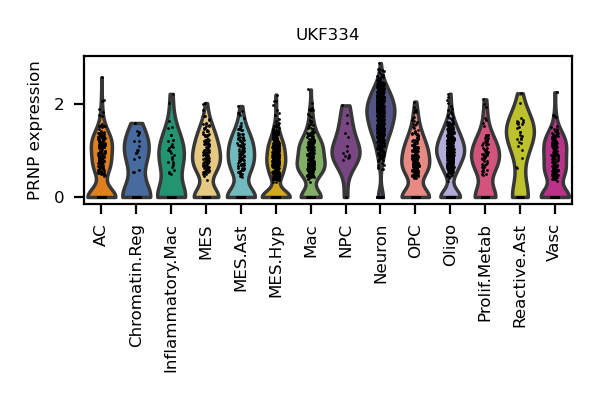 UKF334
PRNP expression
2
0
AC
Chromatin.Reg
Inflammatory.Mac
MES
MES.Ast
MES.Hyp
Mac
NPC
Neuron
OPC
Oligo
Prolif.Metab
Reactive.Ast
Vasc